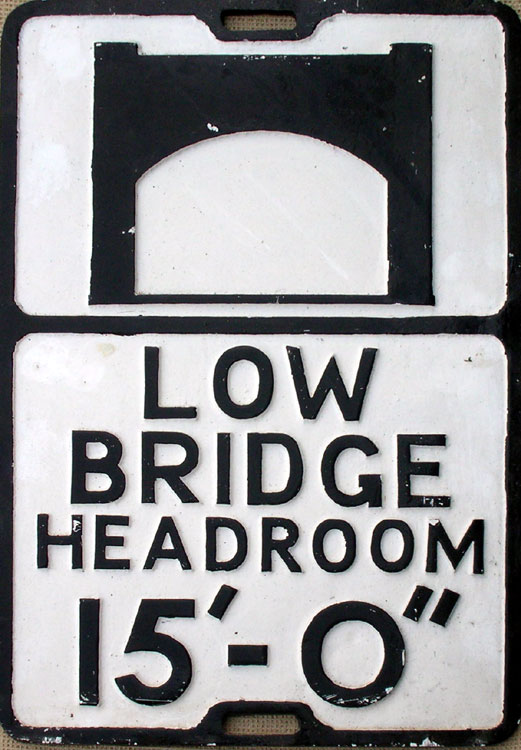 LOW
BRIDGE
HEADROOM
15'-0"